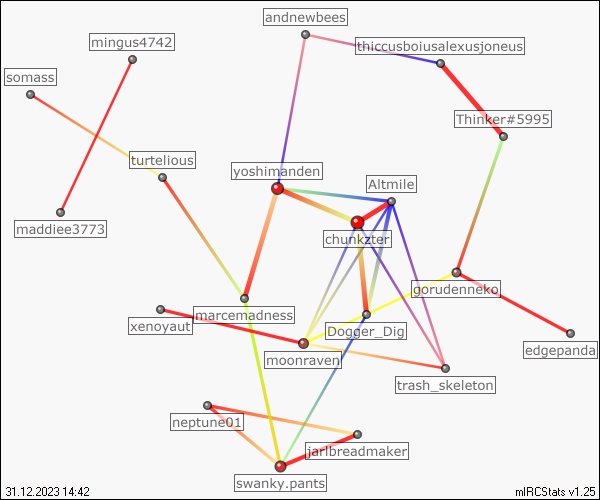 andnewbees
mingus4742
thiccusboiusalexusjoneus
somass
Thinker#5995
turtelious
yoshimanden
Altmile
maddiee3773
chunkzter
gorudenneko
marcemadness
xenoyaut
Dogger_Dig
edgepanda
moonraven
trash_skeleton
neptune01
jarlbreadmaker
swanky.pants
31.12.2023 14:42
mIRCStats v1.25